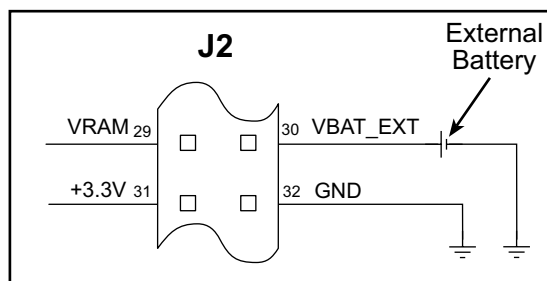 J2
External
Battery
VRAM 29
30 VBAT_EXT
+3.3V 31
32 GND